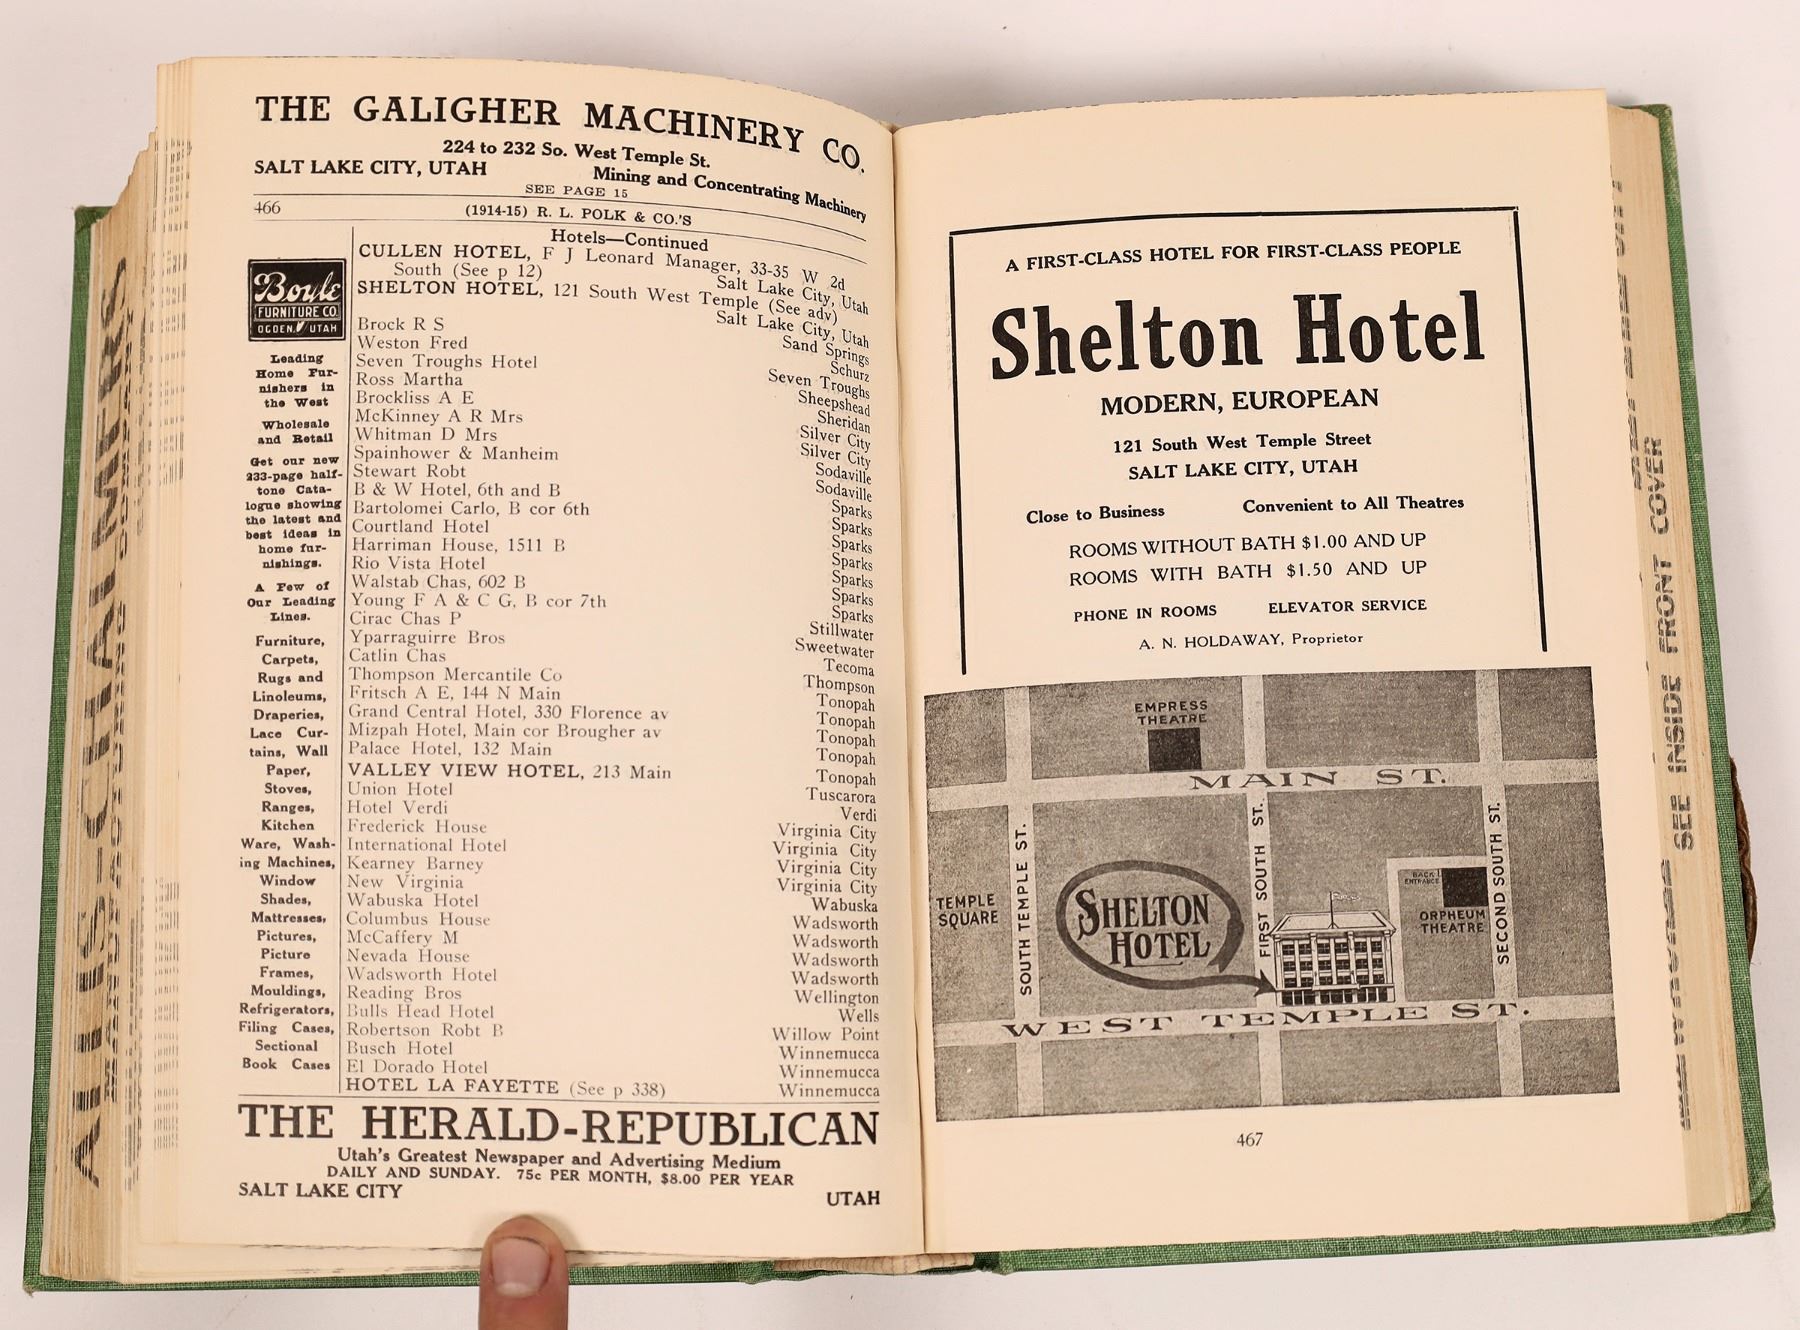 THE GALIGHER MACHINERY CO.
224 to 232 So. West Temple St.
SALT LAKE CITY, UTAH Mining and Concentrating Machinery
SEE PAGE 15
466 (1914-15) R. L. POLK & CO.'S
Hotels—Continued
CULLEN HOTEL, F J Leonard Manager, 33-35 W 2d
South (See p 12) Salt Lake City, Utah
SHELTON HOTEL, 121 South West Temple (See adv)
Salt Lake City, Utah
Brock R S Sand Springs
Weston Fred Schurz
Seven Troughs Hotel Seven Troughs
Ross Martha Sheepshead
Brockliss A E Sheridan
McKinney A R Mrs Silver City
Whitman D Mrs Silver City
Spainhower & Manheim Sodaville
Stewart Robt Sodaville
B & W Hotel, 6th and B Sparks
Bartolomei Carlo, B cor 6th Sparks
Courtland Hotel Sparks
Harriman House, 1511 B Sparks
Rio Vista Hotel Sparks
Walstab Chas, 602 B Sparks
Young F A & C G, B cor 7th Sparks
Cirac Chas P Stillwater
Yparraguirre Bros Sweetwater
Catlin Chas Tecoma
Thompson Mercantile Co Thompson
Fritsch A E, 144 N Main Tonopah
Grand Central Hotel, 330 Florence av Tonopah
Mizpah Hotel, Main cor Brougher av Tonopah
Palace Hotel, 132 Main Tonopah
VALLEY VIEW HOTEL, 213 Main Tonopah
Union Hotel Tuscarora
Hotel Verdi Verdi
Frederick House Virginia City
International Hotel Virginia City
Kearney Barney Virginia City
New Virginia Virginia City
Wabuska Hotel Wabuska
Columbus House Wadsworth
McCaffery M Wadsworth
Nevada House Wadsworth
Wadsworth Hotel Wadsworth
Reading Bros Wellington
Bulls Head Hotel Wells
Robertson Robt B Willow Point
Busch Hotel Winnemucca
El Dorado Hotel Winnemucca
HOTEL LA FAYETTE (See p 338) Winnemucca
Boyle
FURNITURE CO.
OGDEN, UTAH
Leading
Home Fur-
nishers in
the West
Wholesale
and Retail
Get our new
233-page half-
tone Cata-
logue showing
the latest and
best ideas in
home fur-
nishings.
A Few of
Our Leading
Lines.
Furniture,
Carpets,
Rugs and
Linoleums,
Draperies,
Lace Cur-
tains, Wall
Paper,
Stoves,
Ranges,
Kitchen
Ware, Wash-
ing Machines,
Window
Shades,
Mattresses,
Pictures,
Picture
Frames,
Mouldings,
Refrigerators,
Filing Cases,
Sectional
Book Cases
THE HERALD-REPUBLICAN
Utah's Greatest Newspaper and Advertising Medium
DAILY AND SUNDAY. 75c PER MONTH, $8.00 PER YEAR
SALT LAKE CITY UTAH
ALLIS-CHALMERS
A FIRST-CLASS HOTEL FOR FIRST-CLASS PEOPLE
Shelton Hotel
MODERN, EUROPEAN
121 South West Temple Street
SALT LAKE CITY, UTAH
Close to Business Convenient to All Theatres
ROOMS WITHOUT BATH $1.00 AND UP
ROOMS WITH BATH $1.50 AND UP
PHONE IN ROOMS ELEVATOR SERVICE
A. N. HOLDAWAY, Proprietor
EMPRESS
THEATRE
MAIN ST.
TEMPLE
SQUARE
SOUTH TEMPLE ST.
SHELTON
HOTEL
FIRST SOUTH ST.
BACK
ENTRANCE
ORPHEUM
THEATRE
SECOND SOUTH ST.
WEST TEMPLE ST.
467
SEE INSIDE FRONT COVER